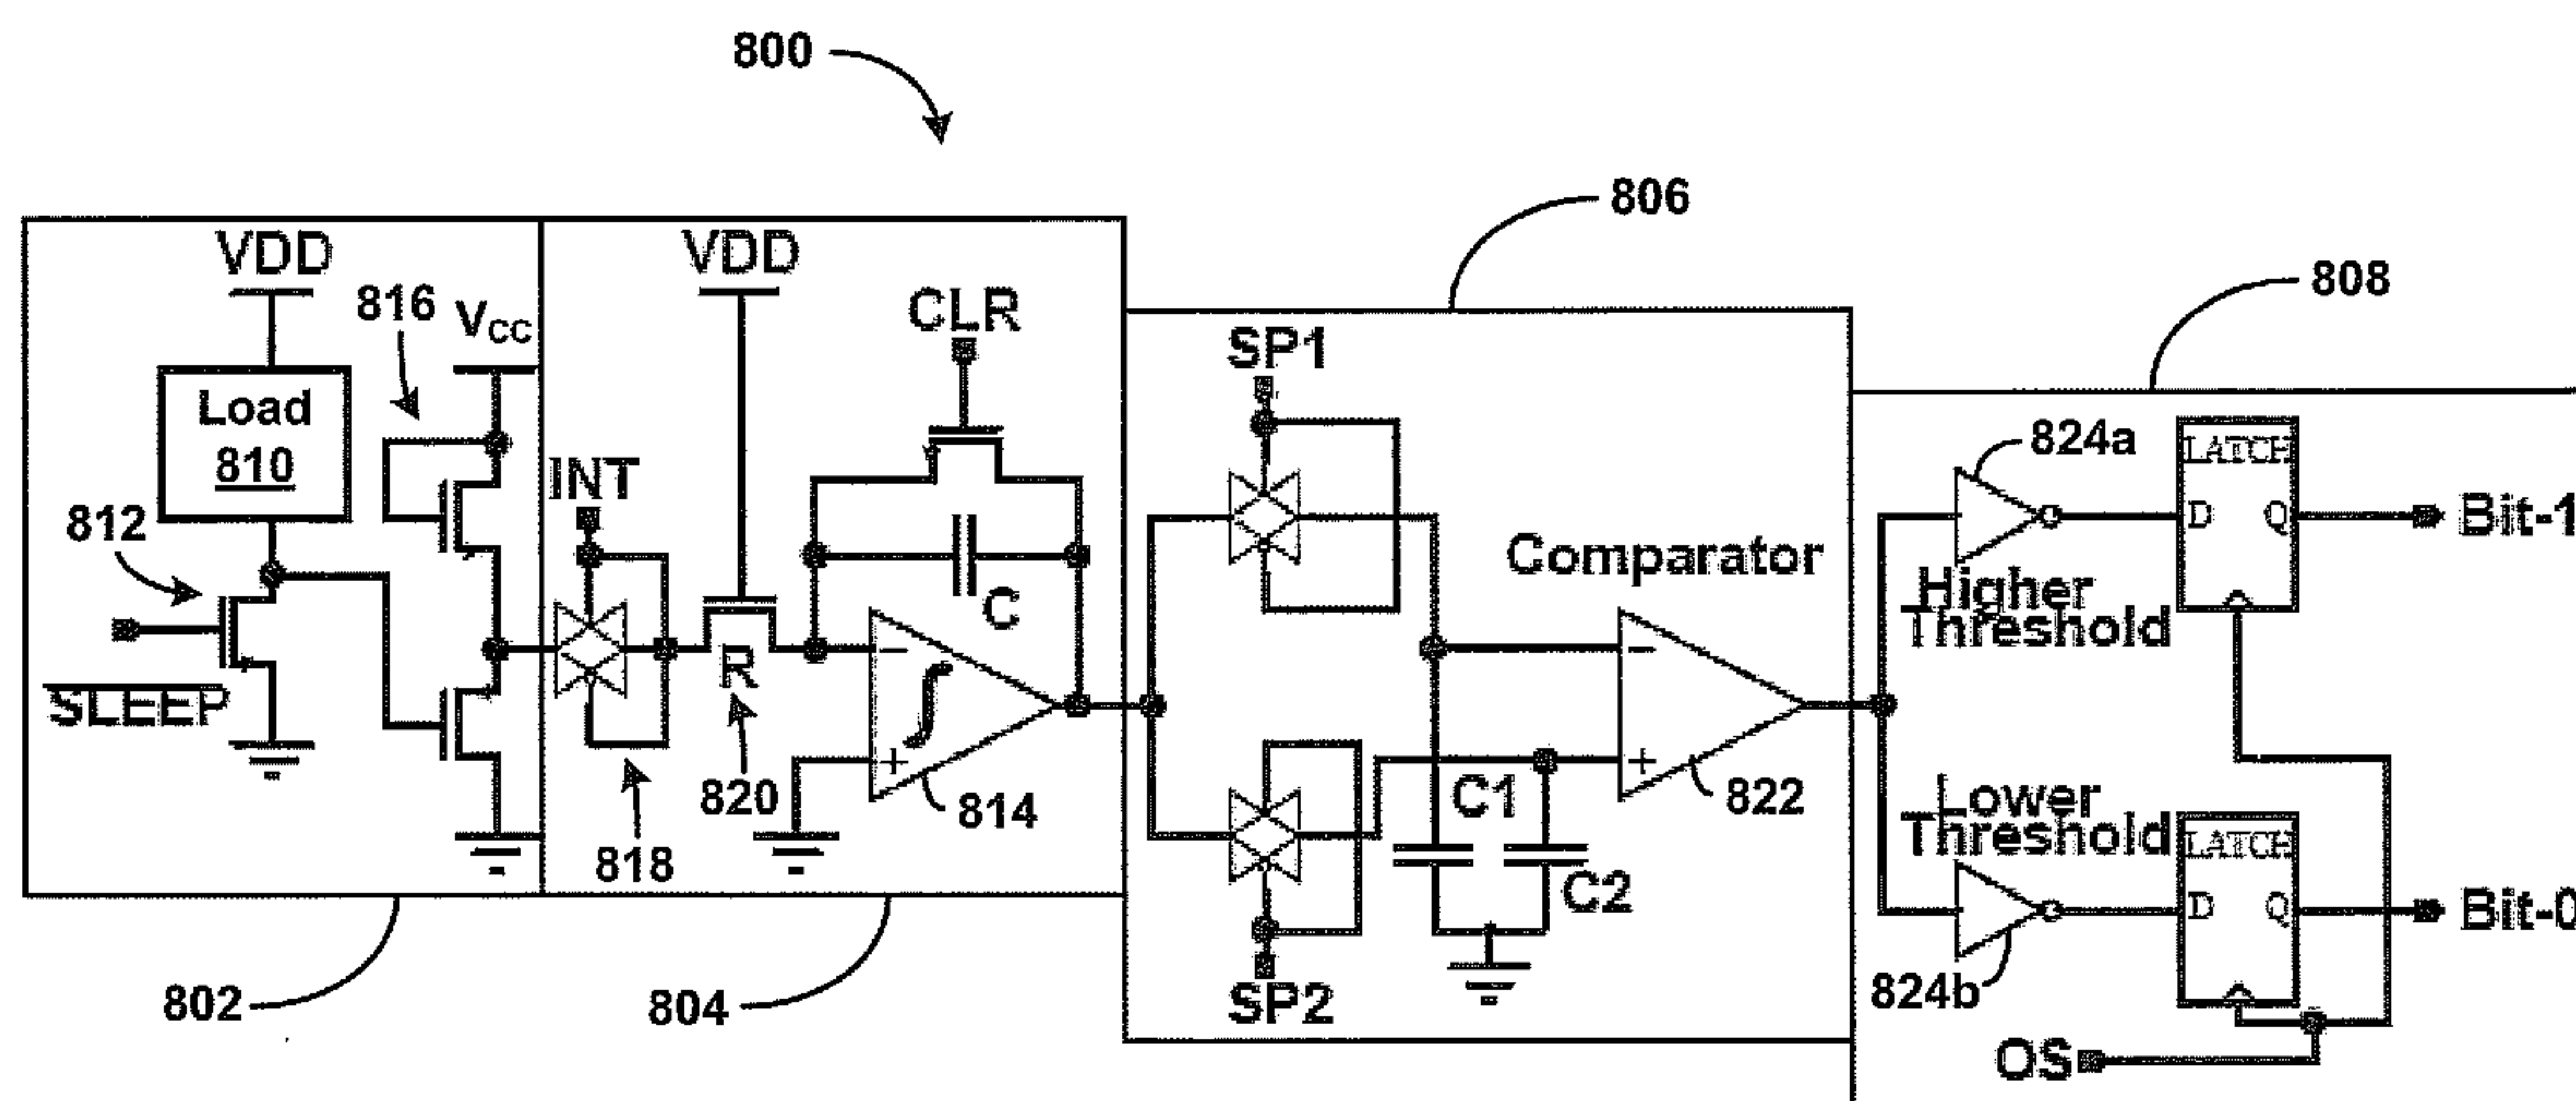 800
806
808
VDD
816
VCC
Load
810
812
SLEEP
802
VDD
CLR
INT
C
R
820
814
818
804
SP1
Comparator
−
+
−
+
C1
C2
822
SP2
824a
LATCH
D
Q
Bit-1
Higher
Threshold
Lower
Threshold
LATCH
D
Q
Bit-0
824b
OS